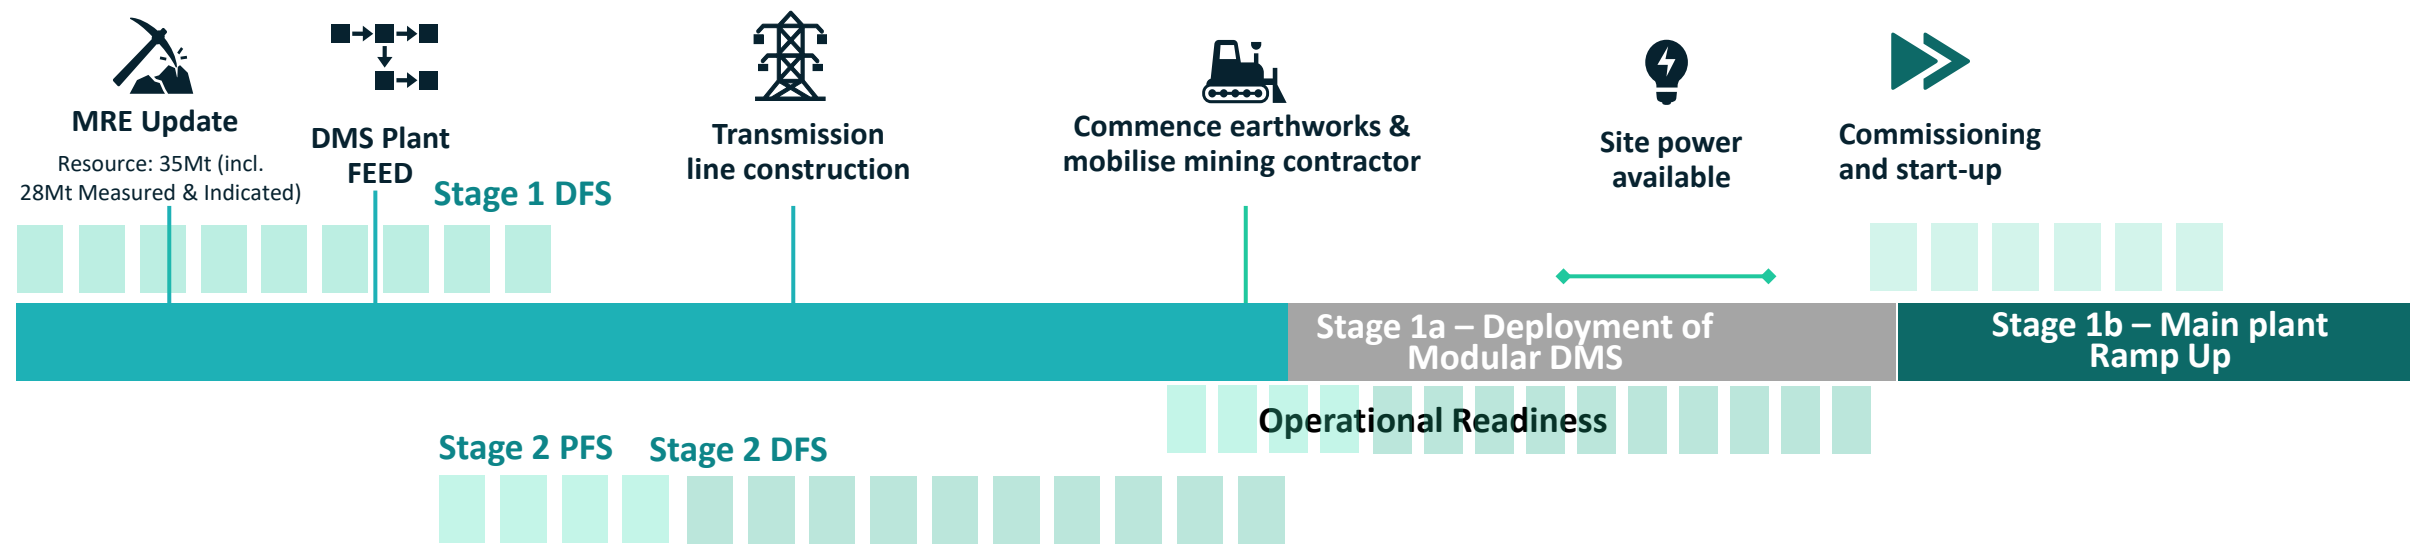 MRE Update
Resource: 35Mt (incl.
28Mt Measured & Indicated)
DMS Plant
FEED
Stage 1 DFS
Transmission
line construction
Commence earthworks &
mobilise mining contractor
Site power
available
Commissioning
and start-up
Stage 1a – Deployment of
Modular DMS
Stage 1b – Main plant
Ramp Up
Operational Readiness
Stage 2 PFS
Stage 2 DFS